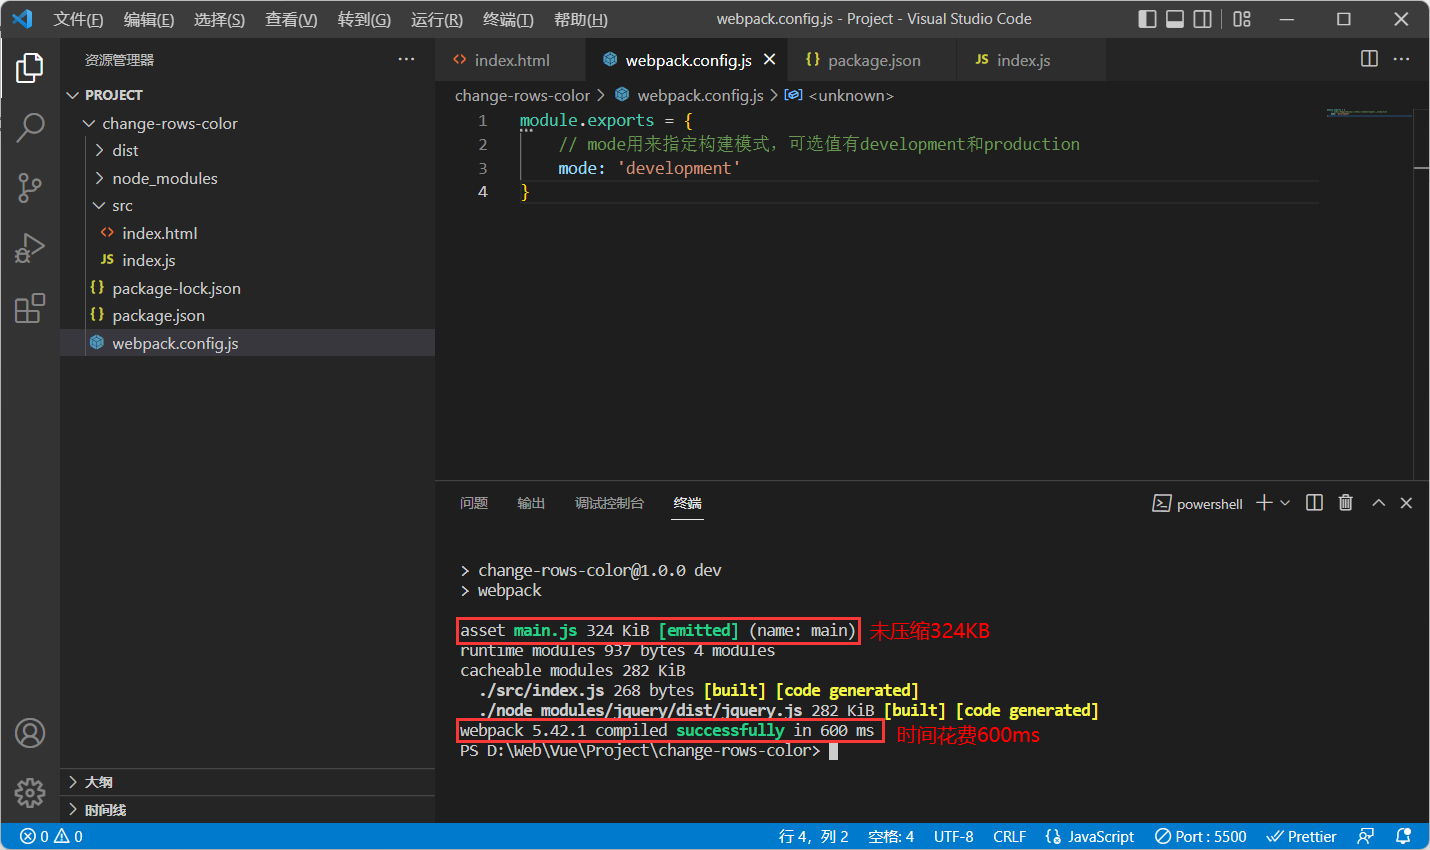 文件(F) 编辑(E) 选择(S) 查看(V) 转到(G) 运行(R) 终端(T) 帮助(H) webpack.config.js - Project - Visual Studio Code
资源管理器
PROJECT
change-rows-color
dist
node_modules
src
index.html
index.js
package-lock.json
package.json
webpack.config.js
大纲
时间线
index.html webpack.config.js package.json index.js
change-rows-color > webpack.config.js > <unknown>
1 module.exports = {
2 // mode用来指定构建模式，可选值有development和production
3 mode: 'development'
4 }
问题 输出 调试控制台 终端 powershell
> change-rows-color@1.0.0 dev
> webpack
asset main.js 324 KiB [emitted] (name: main) 未压缩324KB
runtime modules 937 bytes 4 modules
cacheable modules 282 KiB
./src/index.js 268 bytes [built] [code generated]
./node_modules/jquery/dist/jquery.js 282 KiB [built] [code generated]
webpack 5.42.1 compiled successfully in 600 ms 时间花费600ms
PS D:\Web\Vue\Project\change-rows-color>
0 0 行 4，列 2 空格: 4 UTF-8 CRLF JavaScript Port : 5500 Prettier